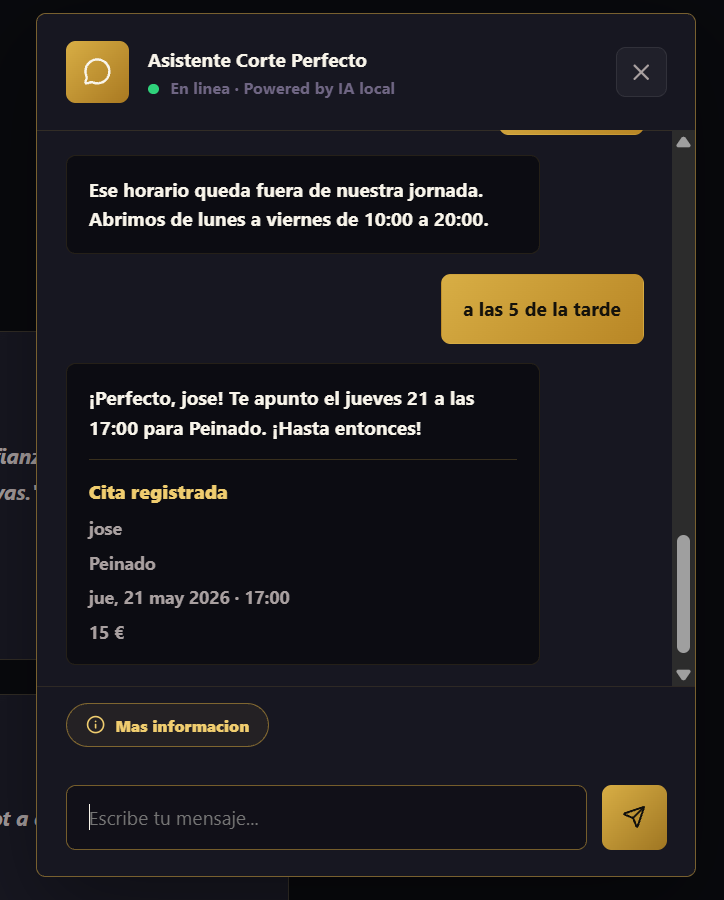 Asistente Corte Perfecto
En linea · Powered by IA local
Ese horario queda fuera de nuestra jornada.
Abrimos de lunes a viernes de 10:00 a 20:00.
a las 5 de la tarde
¡Perfecto, jose! Te apunto el jueves 21 a las
17:00 para Peinado. ¡Hasta entonces!
Cita registrada
jose
Peinado
jue, 21 may 2026 · 17:00
15 €
Mas informacion
Escribe tu mensaje...